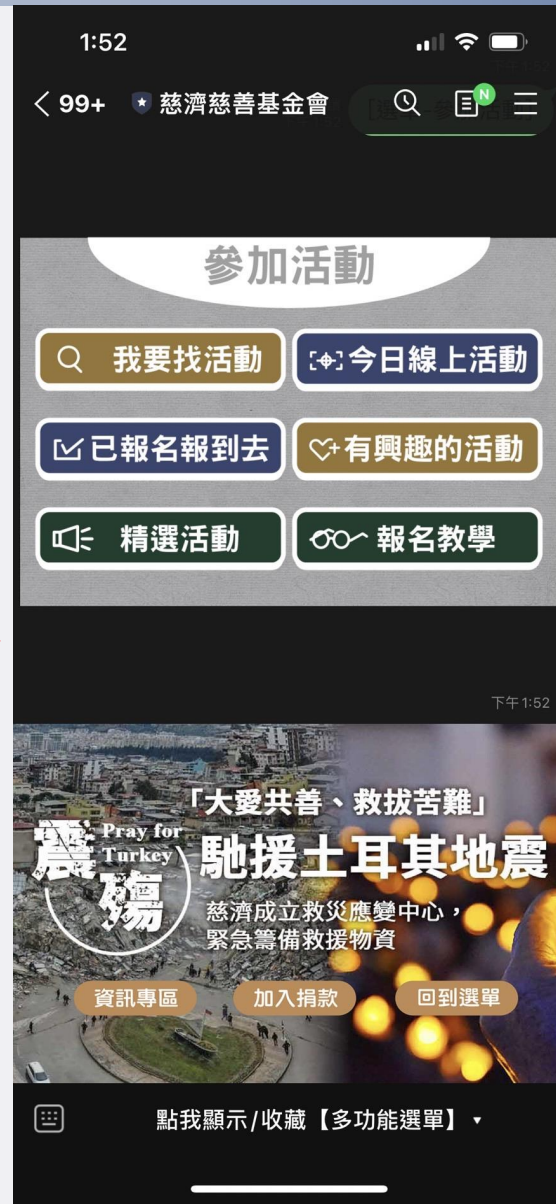 1:52
99+ 慈濟慈善基金會 N
參加活動
我要找活動 今日線上活動
已報名報到去 有興趣的活動
精選活動 報名教學
下午1:52
「大愛共善、救拔苦難」
Pray for
Turkey
震殤
馳援土耳其地震
慈濟成立救災應變中心，
緊急籌備救援物資
資訊專區 加入捐款 回到選單
點我顯示/收藏【多功能選單】